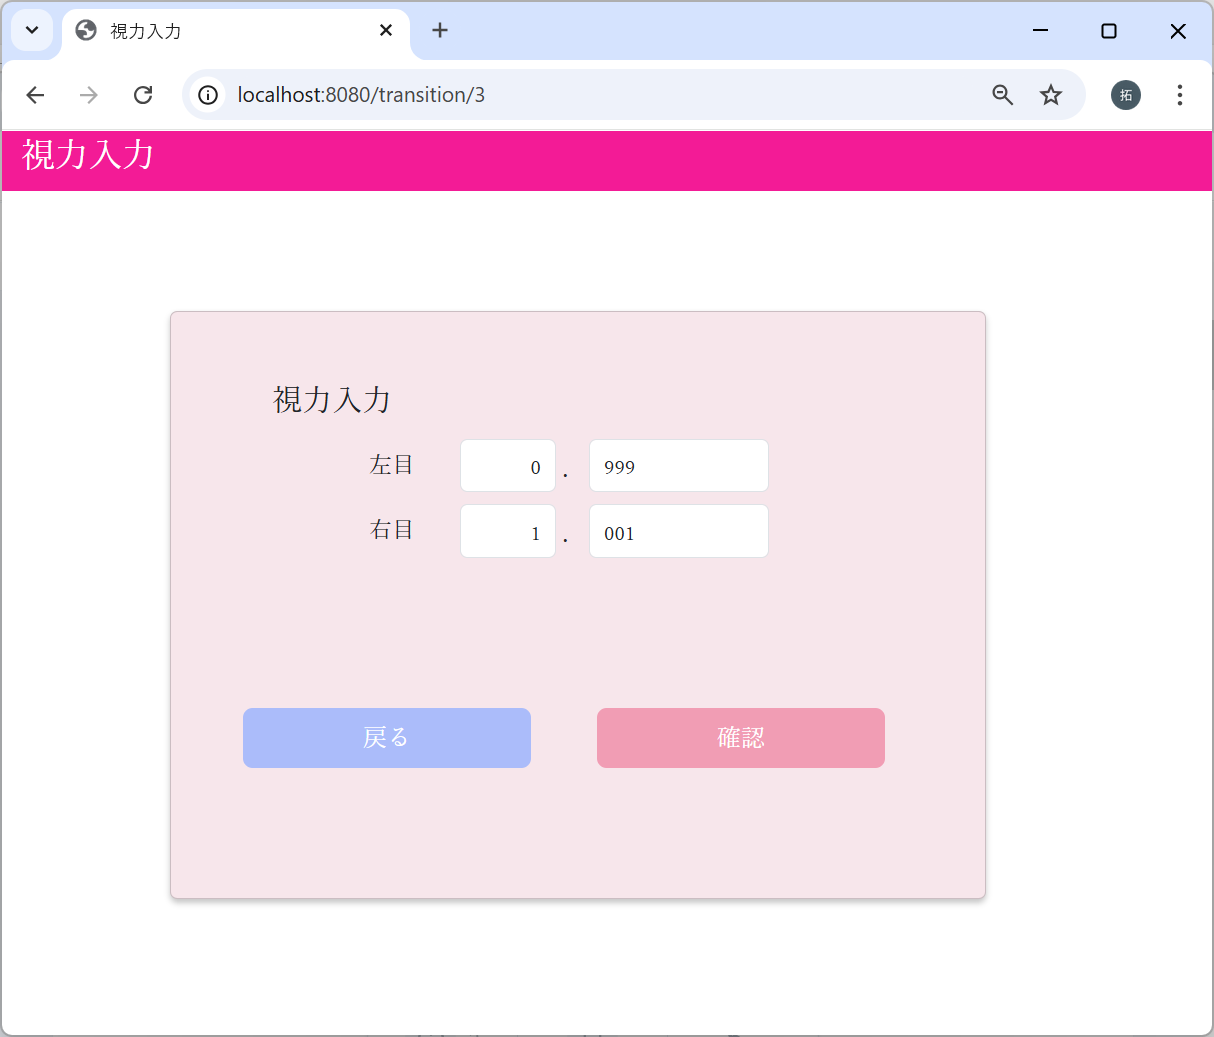 視力入力
localhost:8080/transition/3
拓
視力入力
視力入力
左目 0 . 999
右目 1 . 001
戻る 確認